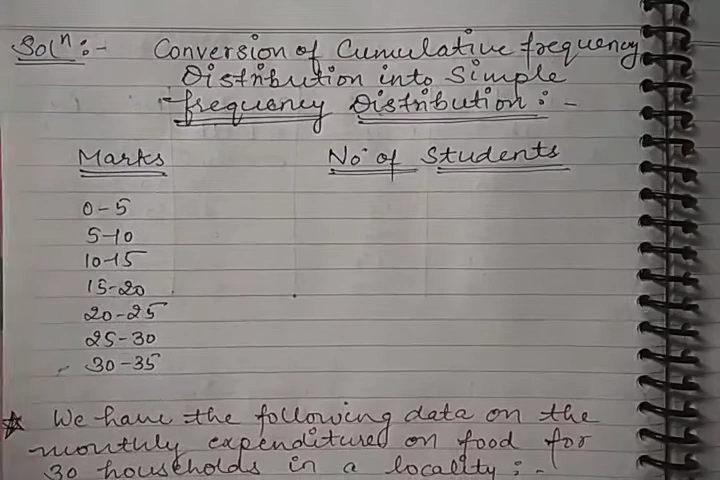 Solⁿ :- Conversion of Cumulative frequency
Distribution into Simple
frequency Distribution : -
Marks No of Students
0-5
5-10
10-15
15-20
20-25
25-30
30-35
☆ We have the following data on the
monthly expenditure on food for
30 households in a locality : -